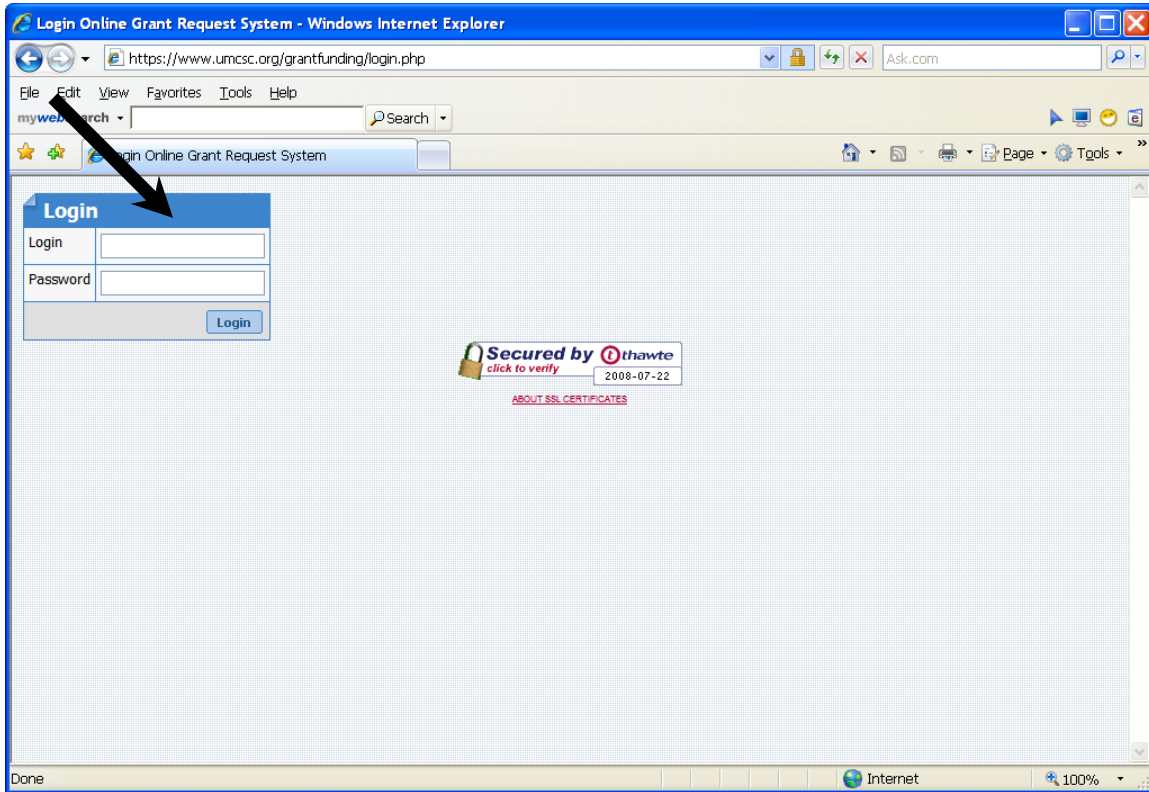 Login Online Grant Request System - Windows Internet Explorer
https://www.umcsc.org/grantfunding/login.php Ask.com
File Edit View Favorites Tools Help
Search
Login Online Grant Request System Page Tools »
Login
Login
Password
Login
Secured by thawte
click to verify
2008-07-22
ABOUT SSL CERTIFICATES
Done Internet 100%